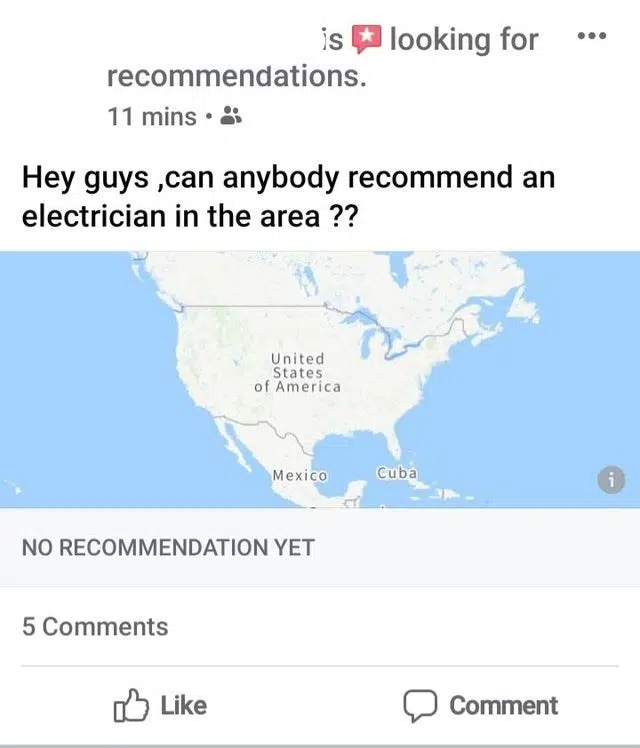 is looking for
recommendations.
11 mins •
Hey guys ,can anybody recommend an
electrician in the area ??
United
States
of America
Mexico
Cuba
i
NO RECOMMENDATION YET
5 Comments
Like
Comment